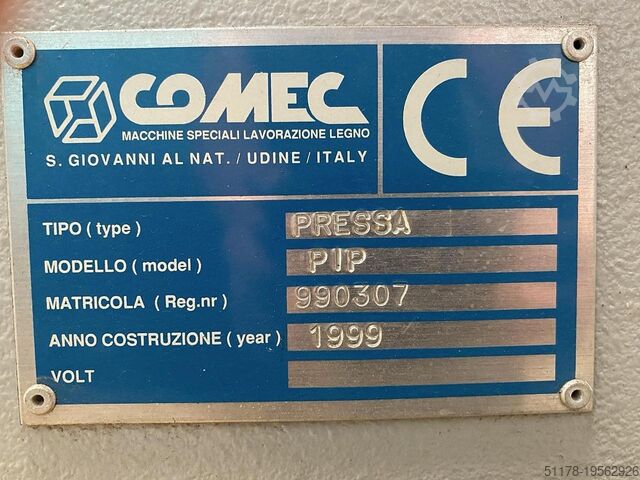 COMEC
MACCHINE SPECIALI LAVORAZIONE LEGNO
S. GIOVANNI AL NAT. / UDINE / ITALY
CE
TIPO ( type ) PRESSA
MODELLO ( model ) PIP
MATRICOLA ( Reg.nr ) 990307
ANNO COSTRUZIONE ( year ) 1999
VOLT
51178-19562926